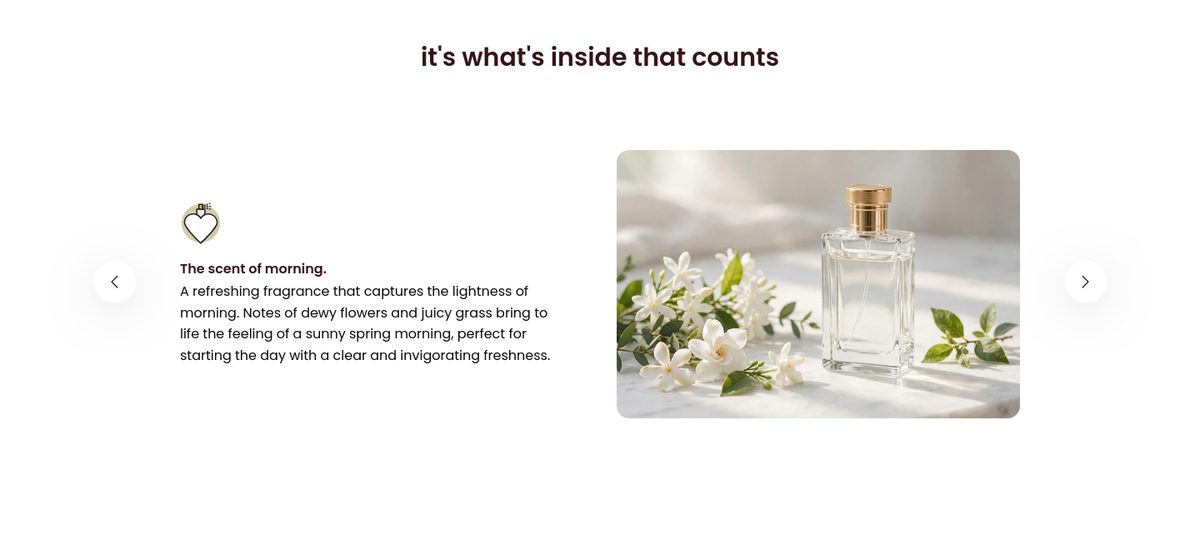 it's what's inside that counts
The scent of morning.
A refreshing fragrance that captures the lightness of
morning. Notes of dewy flowers and juicy grass bring to
life the feeling of a sunny spring morning, perfect for
starting the day with a clear and invigorating freshness.